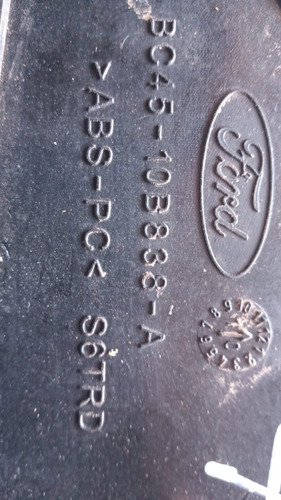 Ford
BC45-10B838-A
>ABS-PC< S6TRD